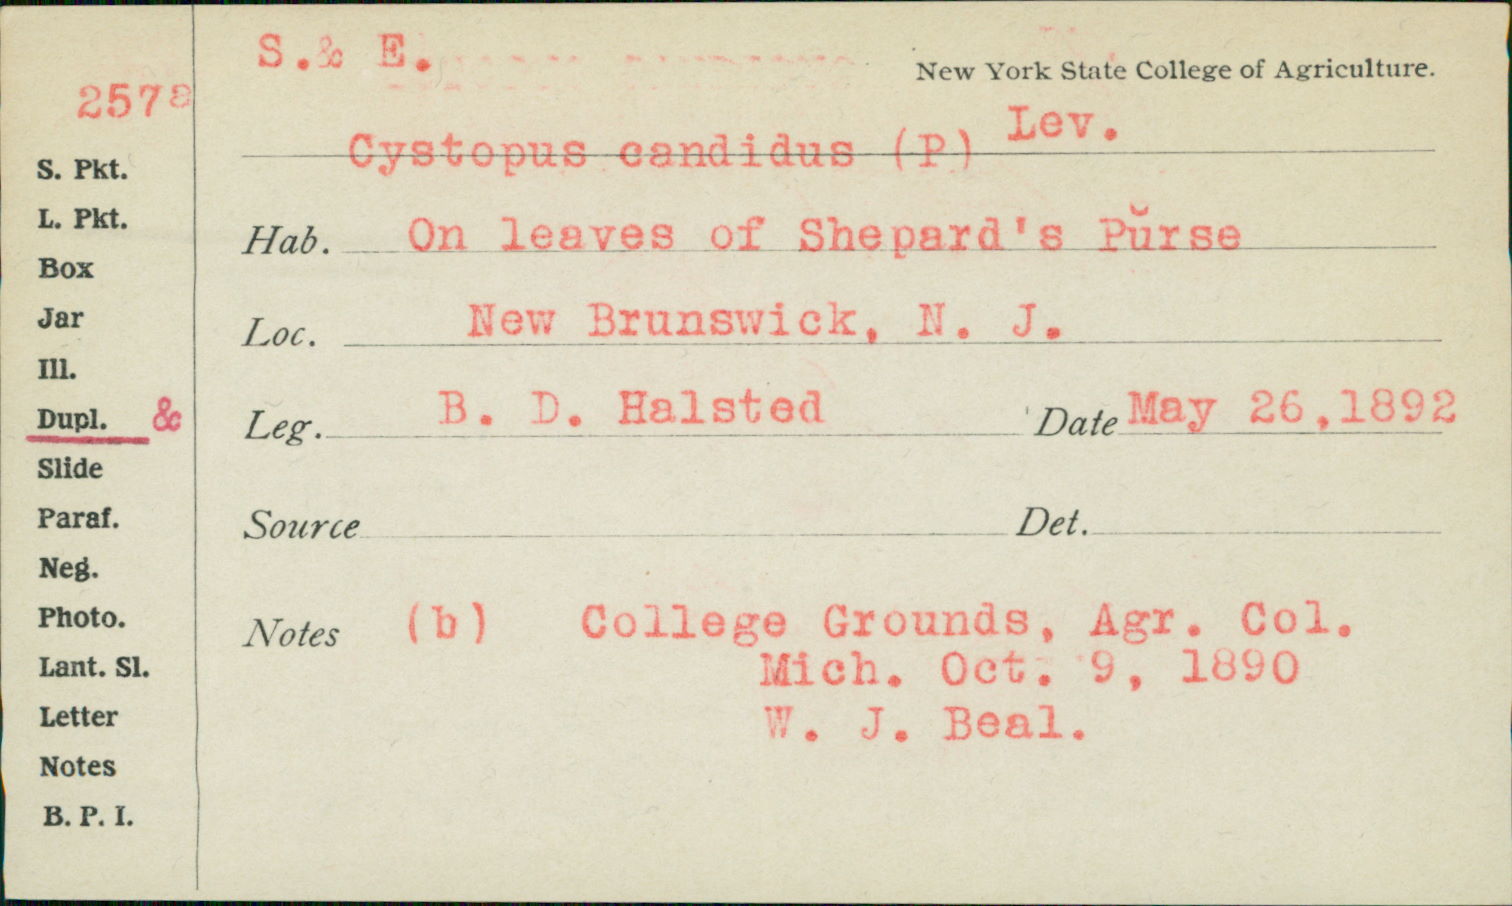 S.& E.
New York State College of Agriculture.
257a
Cystopus candidus (P) Lev.
S. Pkt.
L. Pkt.
Hab. On leaves of Shepard's Purse
Box
Jar
Loc. New Brunswick, N. J.
Ill.
Dupl. &
Leg. B. D. Halsted Date May 26,1892
Slide
Paraf.
Source Det.
Neg.
Photo.
Notes (b) College Grounds, Agr. Col.
Lant. Sl.
Mich. Oct. 9, 1890
Letter
W. J. Beal.
Notes
B. P. I.